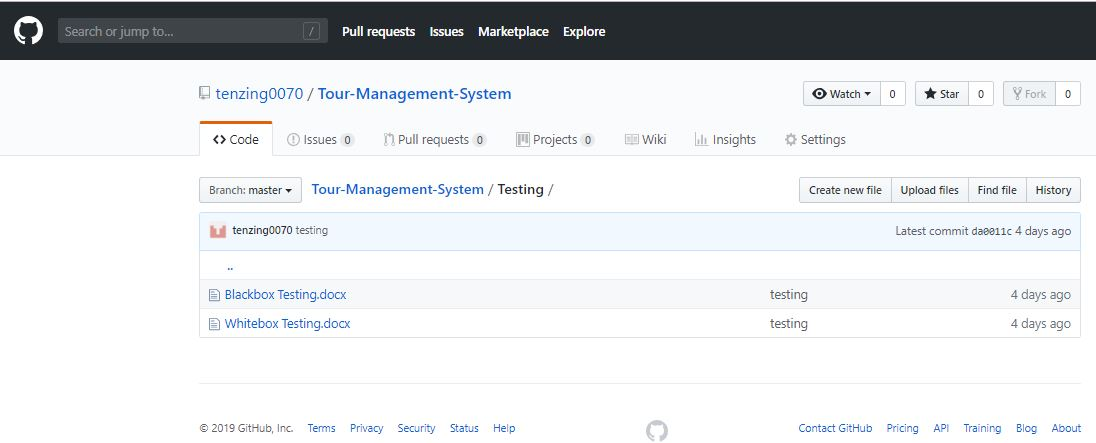 Search or jump to... / Pull requests Issues Marketplace Explore
tenzing0070 / Tour-Management-System Watch 0 Star 0 Fork 0
Code Issues 0 Pull requests 0 Projects 0 Wiki Insights Settings
Branch: master Tour-Management-System / Testing / Create new file Upload files Find file History
tenzing0070 testing Latest commit da0011c 4 days ago
..
Blackbox Testing.docx testing 4 days ago
Whitebox Testing.docx testing 4 days ago
© 2019 GitHub, Inc. Terms Privacy Security Status Help Contact GitHub Pricing API Training Blog About